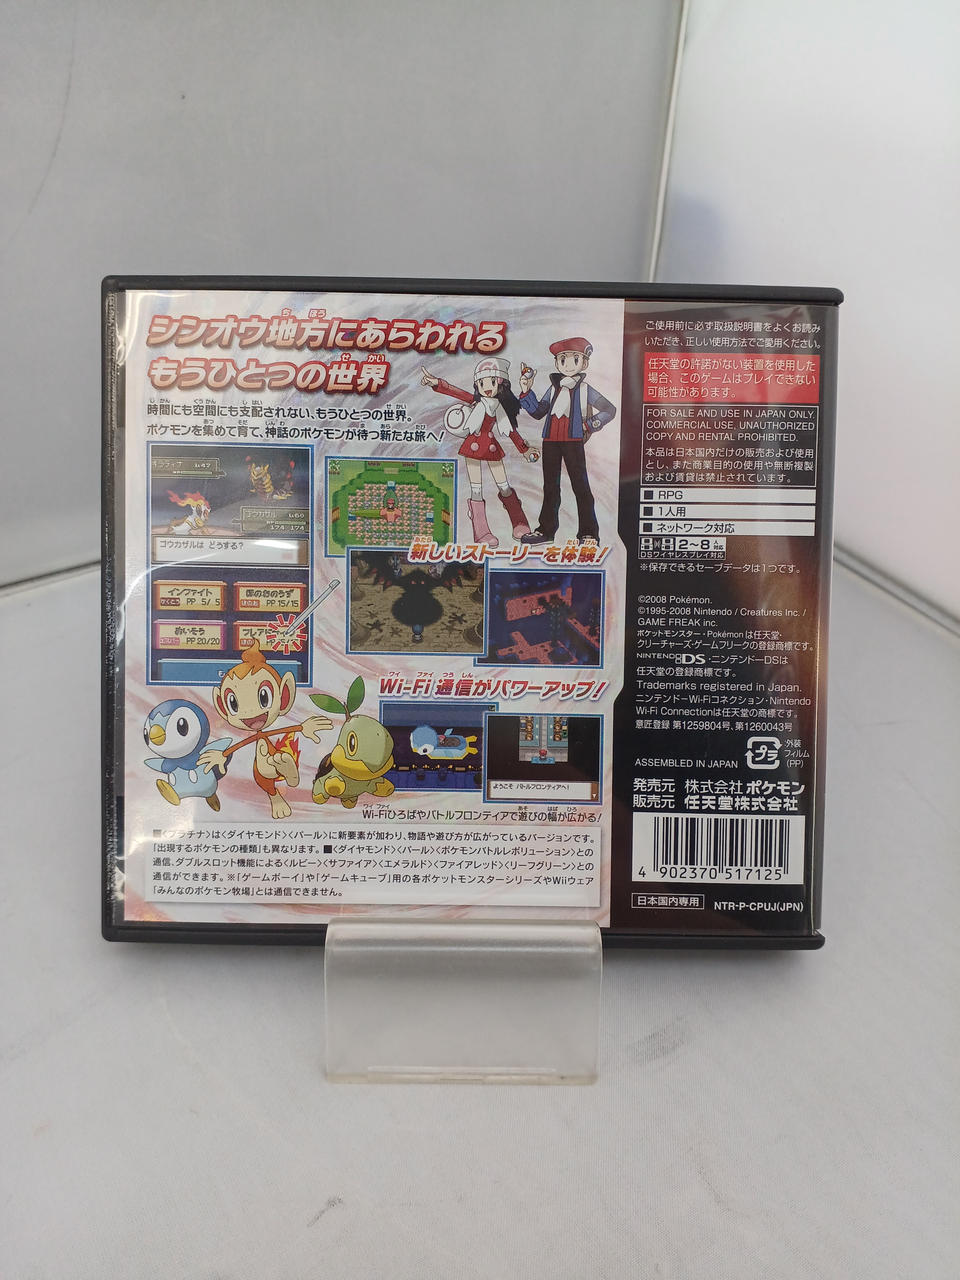 シンオウ地方にあらわれる
もうひとつの世界
時間にも空間にも支配されない、もうひとつの世界。
ポケモンを集めて育て、神話のポケモンが待つ新たな旅へ!
ギラティナ Lv47
ゴウカザル Lv60
174/174
ゴウカザルは どうする?
インファイト
かくとう PP 5/ 5
ほのお PP 15/15
PP 20/20
フレアド
新しいストーリーを体験!
Wi-Fi 通信がパワーアップ!
ようこそ バトルフロンティアへ!
Wi-Fiひろばやバトルフロンティアで遊びの幅が広がる!
■〈プラチナ〉は〈ダイヤモンド〉〈パール〉に新要素が加わり、物語や遊び方が広がっているバージョンです。
「出現するポケモンの種類」も異なります。■〈ダイヤモンド〉〈パール〉〈ポケモンバトルレボリューション〉との
通信、ダブルスロット機能による〈ルビー〉〈サファイア〉〈エメラルド〉〈ファイアレッド〉〈リーフグリーン〉との
通信ができます。※「ゲームボーイ」や「ゲームキューブ」用の各ポケットモンスターシリーズやWiiウェア
「みんなのポケモン牧場」とは通信できません。
ご使用前に必ず取扱説明書をよくお読み
いただき、正しい使用方法でご愛用ください。
任天堂の許諾がない装置を使用した
場合、このゲームはプレイできない
可能性があります。
FOR SALE AND USE IN JAPAN ONLY.
COMMERCIAL USE, UNAUTHORIZED
COPY AND RENTAL PROHIBITED.
本品は日本国内だけの販売および使用
とし、また商業目的の使用や無断複製
および賃貸は禁止されています。
■ RPG
■ 1人用
■ ネットワーク対応
2～8人対応
DSワイヤレスプレイ対応
※保存できるセーブデータは1つです。
©2008 Pokémon.
©1995-2008 Nintendo / Creatures Inc. /
GAME FREAK inc.
ポケットモンスター・Pokémonは任天堂・
クリーチャーズ・ゲームフリークの登録商標です。
NINTENDO DS・ニンテンドーDSは
任天堂の登録商標です。
Trademarks registered in Japan.
ニンテンドーWi-Fiコネクション・Nintendo
Wi-Fi Connectionは任天堂の商標です。
意匠登録 第1259804号、第1260043号
ASSEMBLED IN JAPAN
プラ
:外装
フィルム
(PP)
発売元 株式会社 ポケモン
販売元 任天堂株式会社
4 902370 517125
日本国内専用
NTR-P-CPUJ(JPN)